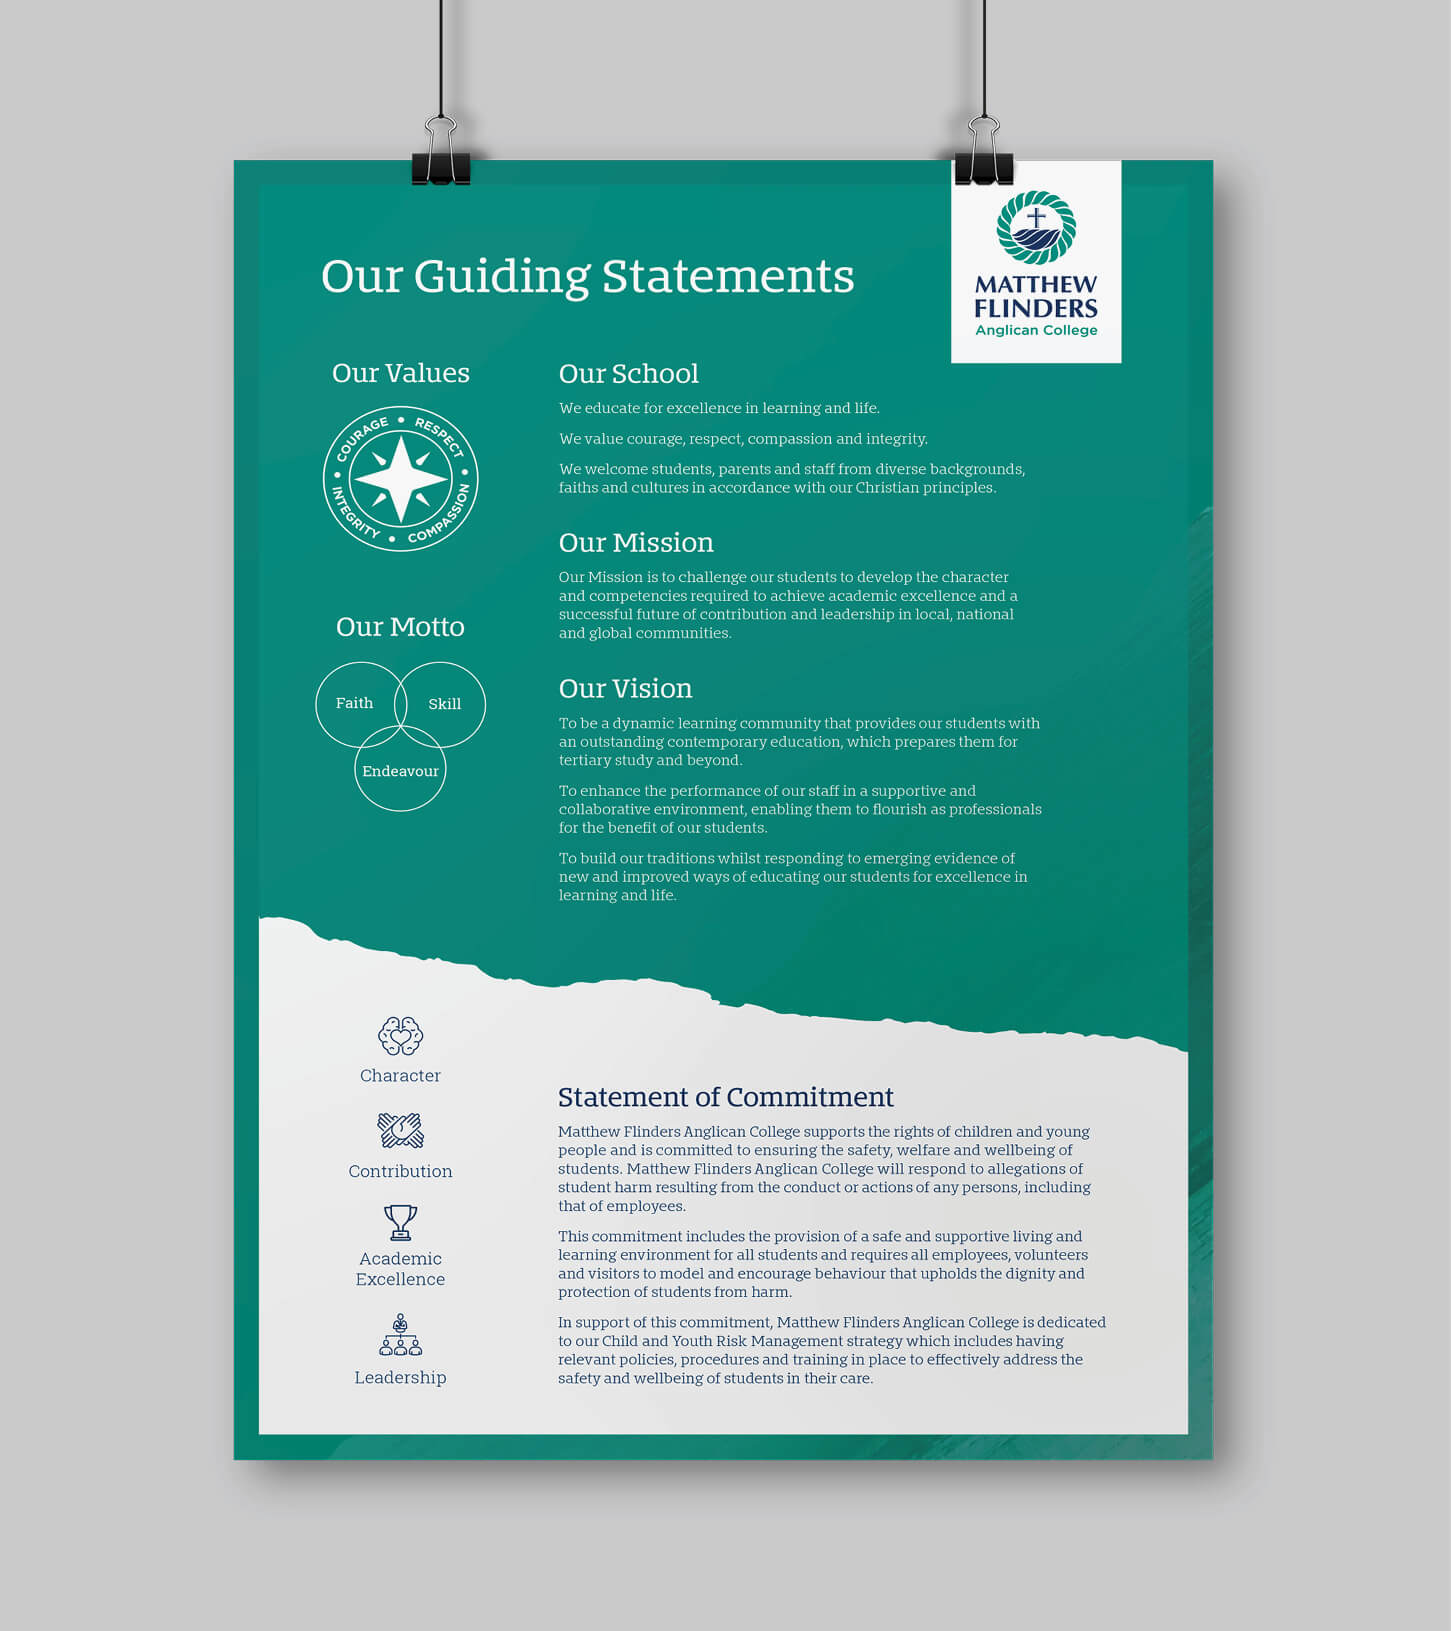 Our Guiding Statements
MATTHEW
FLINDERS
Anglican College
Our Values
COURAGE • RESPECT • COMPASSION • INTEGRITY •
Our Motto
Faith
Skill
Endeavour
Our School
We educate for excellence in learning and life.
We value courage, respect, compassion and integrity.
We welcome students, parents and staff from diverse backgrounds,
faiths and cultures in accordance with our Christian principles.
Our Mission
Our Mission is to challenge our students to develop the character
and competencies required to achieve academic excellence and a
successful future of contribution and leadership in local, national
and global communities.
Our Vision
To be a dynamic learning community that provides our students with
an outstanding contemporary education, which prepares them for
tertiary study and beyond.
To enhance the performance of our staff in a supportive and
collaborative environment, enabling them to flourish as professionals
for the benefit of our students.
To build our traditions whilst responding to emerging evidence of
new and improved ways of educating our students for excellence in
learning and life.
Character
Contribution
Academic
Excellence
Leadership
Statement of Commitment
Matthew Flinders Anglican College supports the rights of children and young
people and is committed to ensuring the safety, welfare and wellbeing of
students. Matthew Flinders Anglican College will respond to allegations of
student harm resulting from the conduct or actions of any persons, including
that of employees.
This commitment includes the provision of a safe and supportive living and
learning environment for all students and requires all employees, volunteers
and visitors to model and encourage behaviour that upholds the dignity and
protection of students from harm.
In support of this commitment, Matthew Flinders Anglican College is dedicated
to our Child and Youth Risk Management strategy which includes having
relevant policies, procedures and training in place to effectively address the
safety and wellbeing of students in their care.